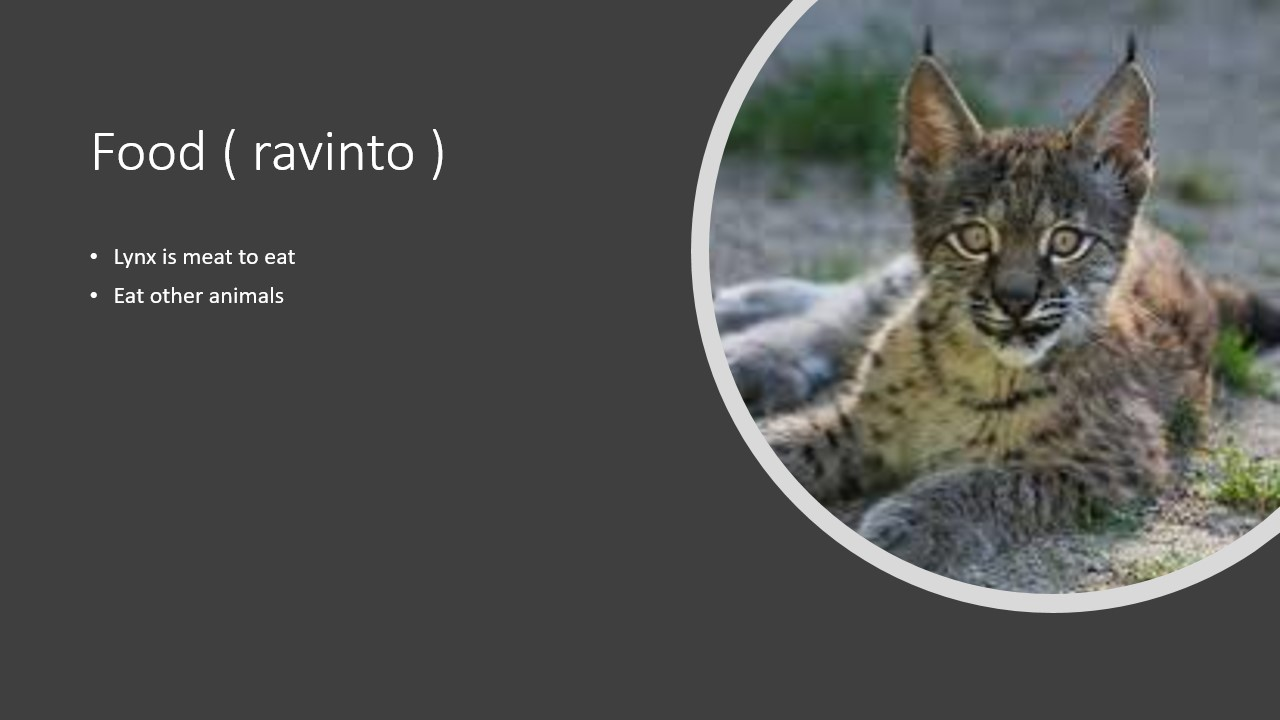 Food ( ravinto )
• Lynx is meat to eat
• Eat other animals